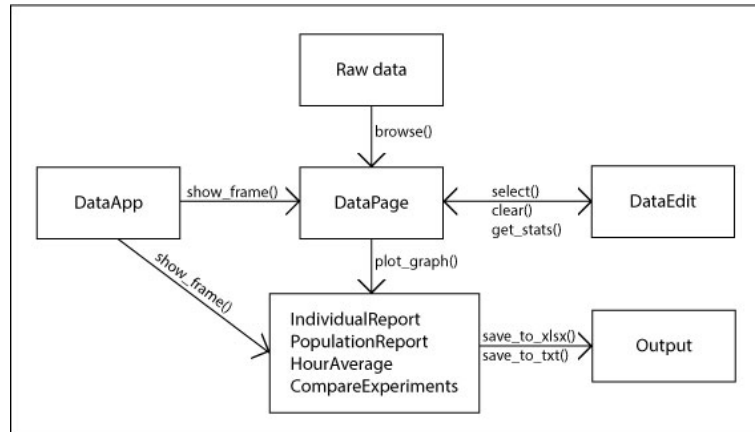 Raw data
browse()
DataApp
show_frame()
DataPage
select()
clear()
get_stats()
DataEdit
show_frame()
plot_graph()
IndividualReport
PopulationReport
HourAverage
CompareExperiments
save_to_xlsx()
save_to_txt()
Output